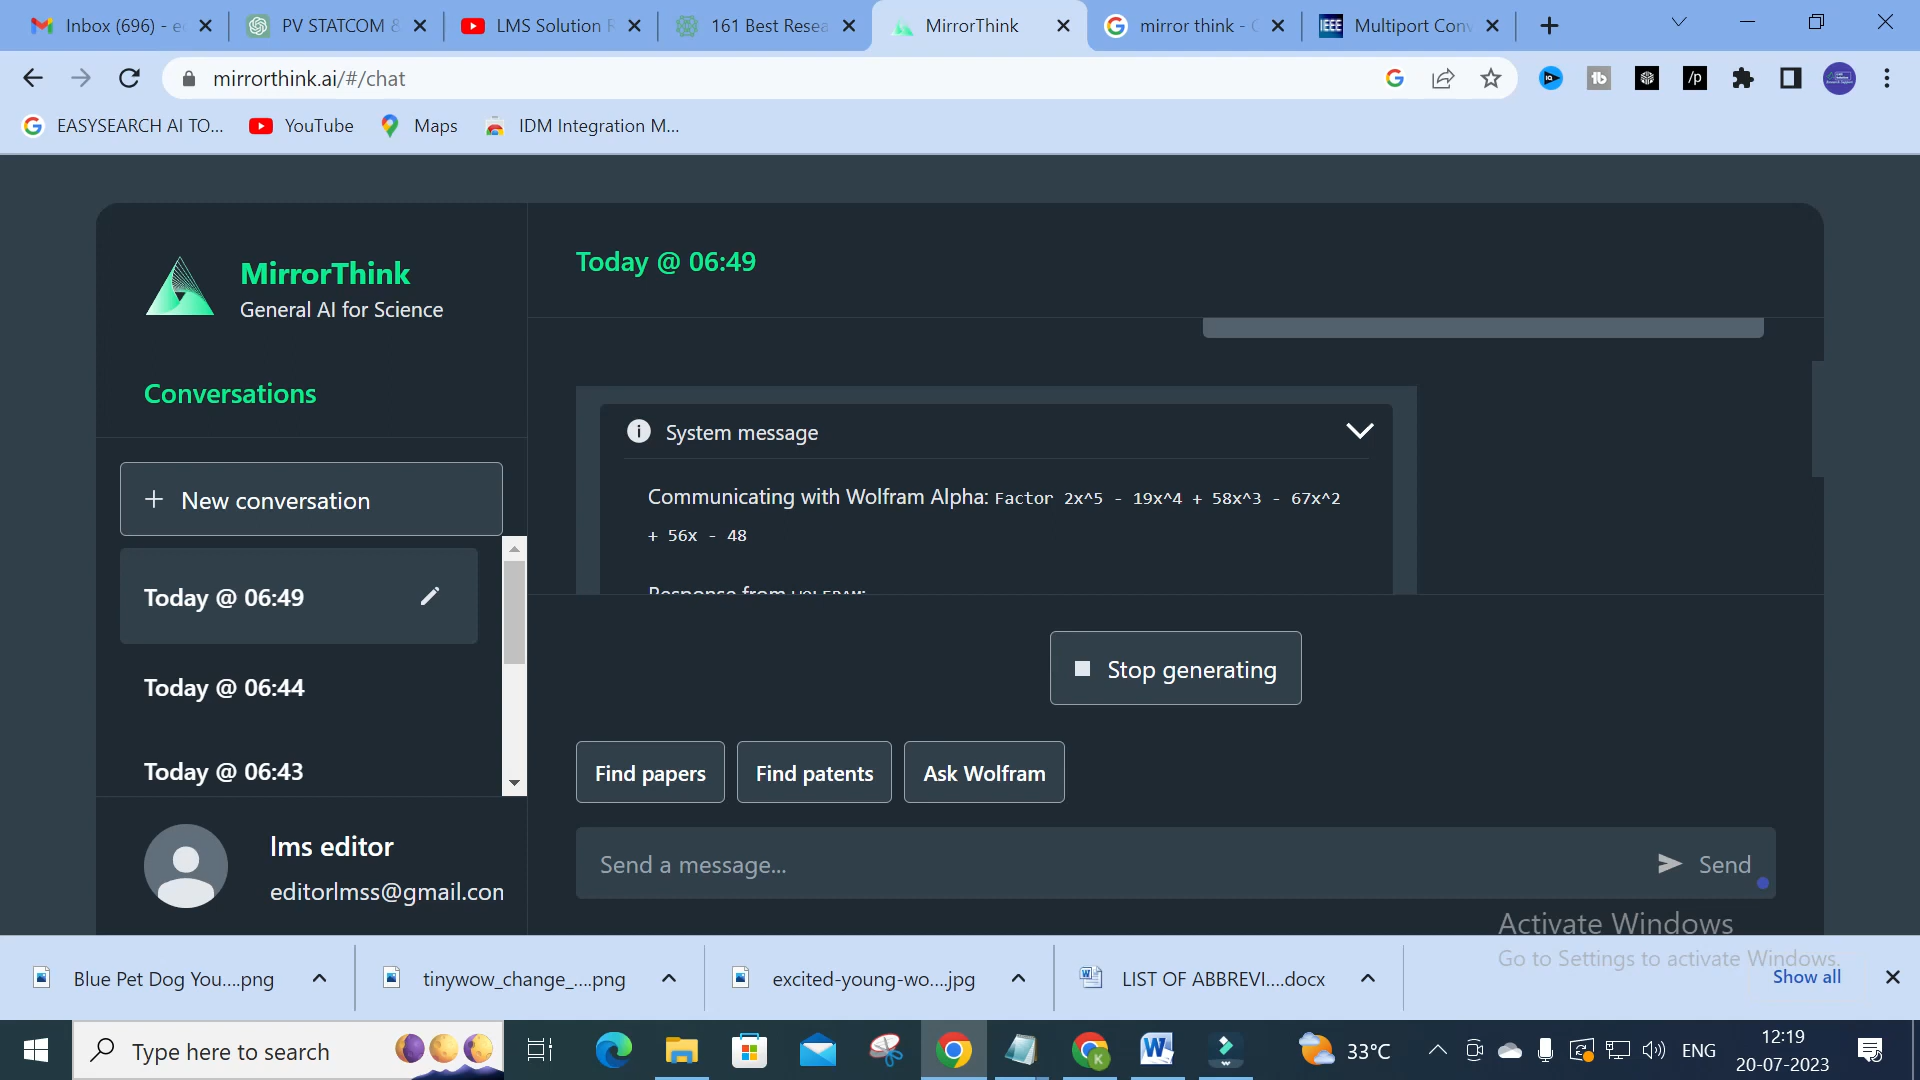 Inbox (696) - e
PV STATCOM &
LMS Solution R
161 Best Resea
MirrorThink
mirror think - G
Multiport Conv
mirrorthink.ai/#/chat
EASYSEARCH AI TO...
YouTube
Maps
IDM Integration M...
MirrorThink
General AI for Science
Today @ 06:49
Conversations
System message
Communicating with Wolfram Alpha: Factor 2x^5 - 19x^4 + 58x^3 - 67x^2
+ 56x - 48
Response from WOLFRAM:
+ New conversation
Today @ 06:49
Today @ 06:44
Today @ 06:43
Stop generating
Find papers
Find patents
Ask Wolfram
lms editor
editorlmss@gmail.con
Send a message...
Send
Activate Windows
Go to Settings to activate Windows.
Blue Pet Dog You....png
tinywow_change_....png
excited-young-wo....jpg
LIST OF ABBREVI....docx
Show all
Type here to search
33°C
ENG
12:19
20-07-2023